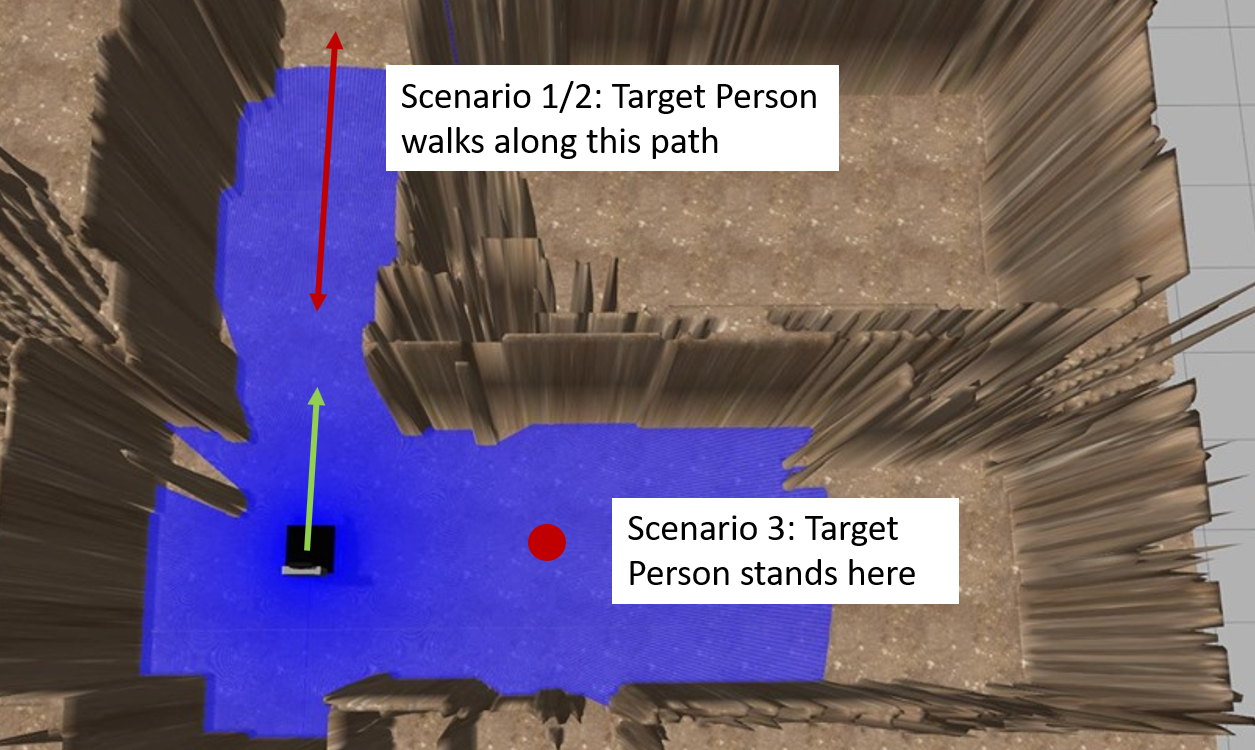 Scenario 1/2: Target Person
walks along this path
Scenario 3: Target
Person stands here